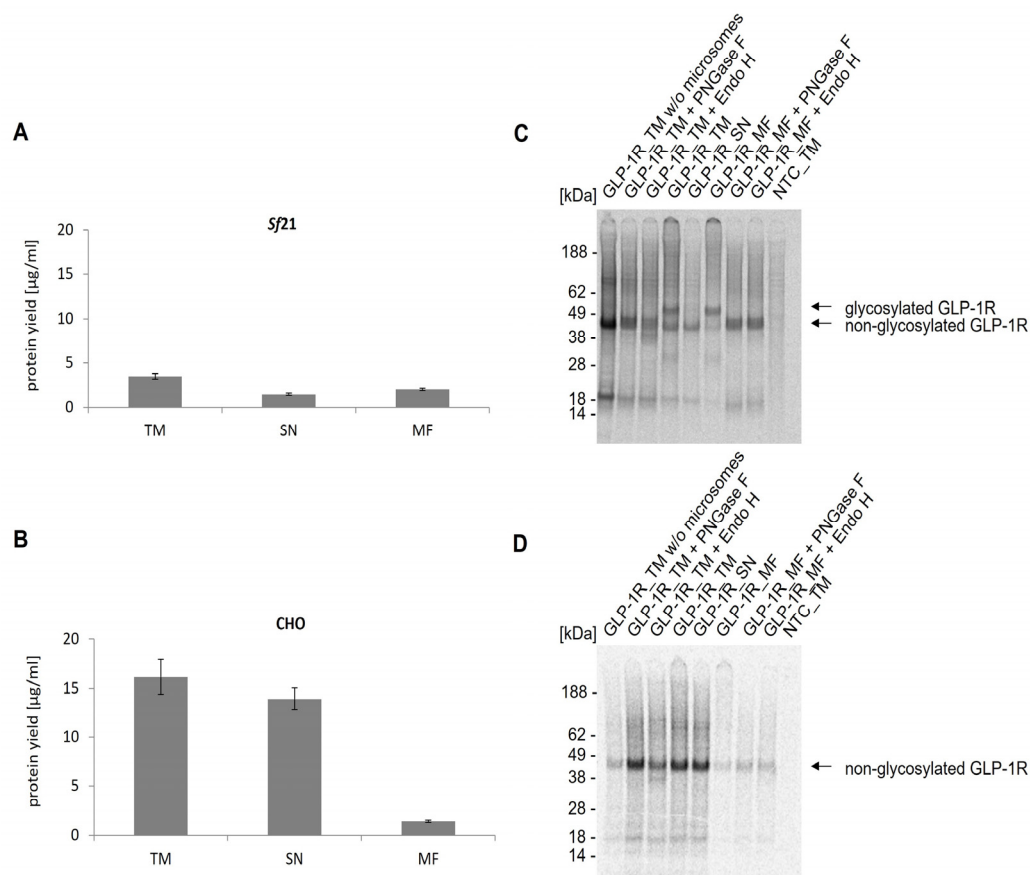 A
Sf21
protein yield [µg/ml]
20
15
10
5
0
TM SN MF
B
CHO
protein yield [µg/ml]
20
15
10
5
0
TM SN MF
C
GLP-1R_TM w/o microsomes
GLP-1R_TM + PNGase F
GLP-1R_TM + Endo H
GLP-1R_TM
GLP-1R_SN
GLP-1R_MF
GLP-1R_MF + PNGase F
GLP-1R_MF + Endo H
NTC_TM
[kDa]
188 -
62 -
49 -
38 -
28 -
18 -
14 -
glycosylated GLP-1R
non-glycosylated GLP-1R
D
GLP-1R_TM w/o microsomes
GLP-1R_TM + PNGase F
GLP-1R_TM + Endo H
GLP-1R_TM
GLP-1R_SN
GLP-1R_MF
GLP-1R_MF + PNGase F
GLP-1R_MF + Endo H
NTC_TM
[kDa]
188 -
62 -
49 -
38 -
28 -
18 -
14 -
non-glycosylated GLP-1R